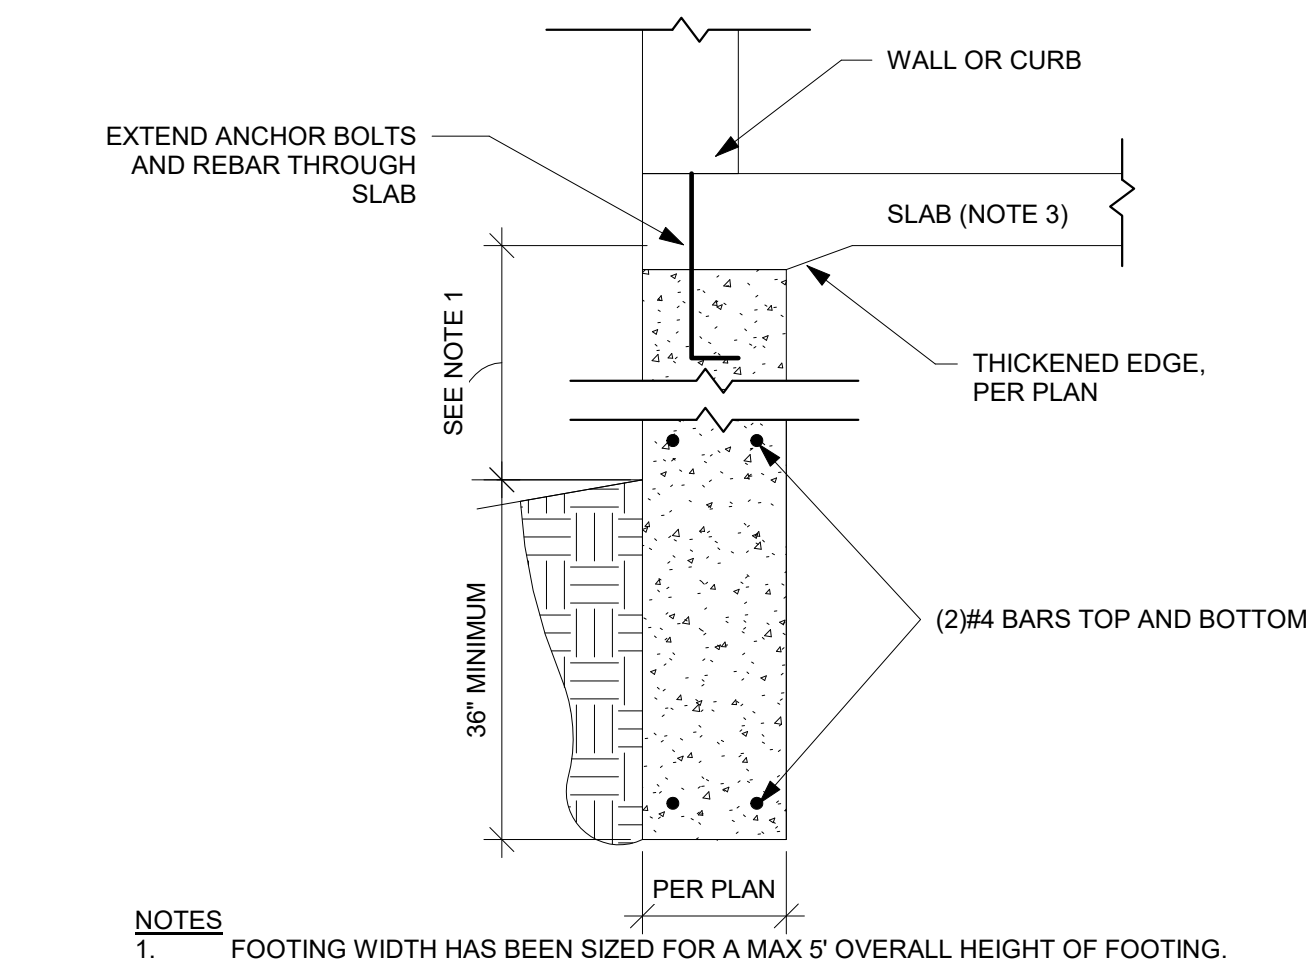 WALL OR CURB
EXTEND ANCHOR BOLTS
AND REBAR THROUGH
SLAB
SLAB (NOTE 3)
SEE NOTE 1
THICKENED EDGE,
PER PLAN
36" MINIMUM
(2)#4 BARS TOP AND BOTTOM
PER PLAN
NOTES
1. FOOTING WIDTH HAS BEEN SIZED FOR A MAX 5' OVERALL HEIGHT OF FOOTING.